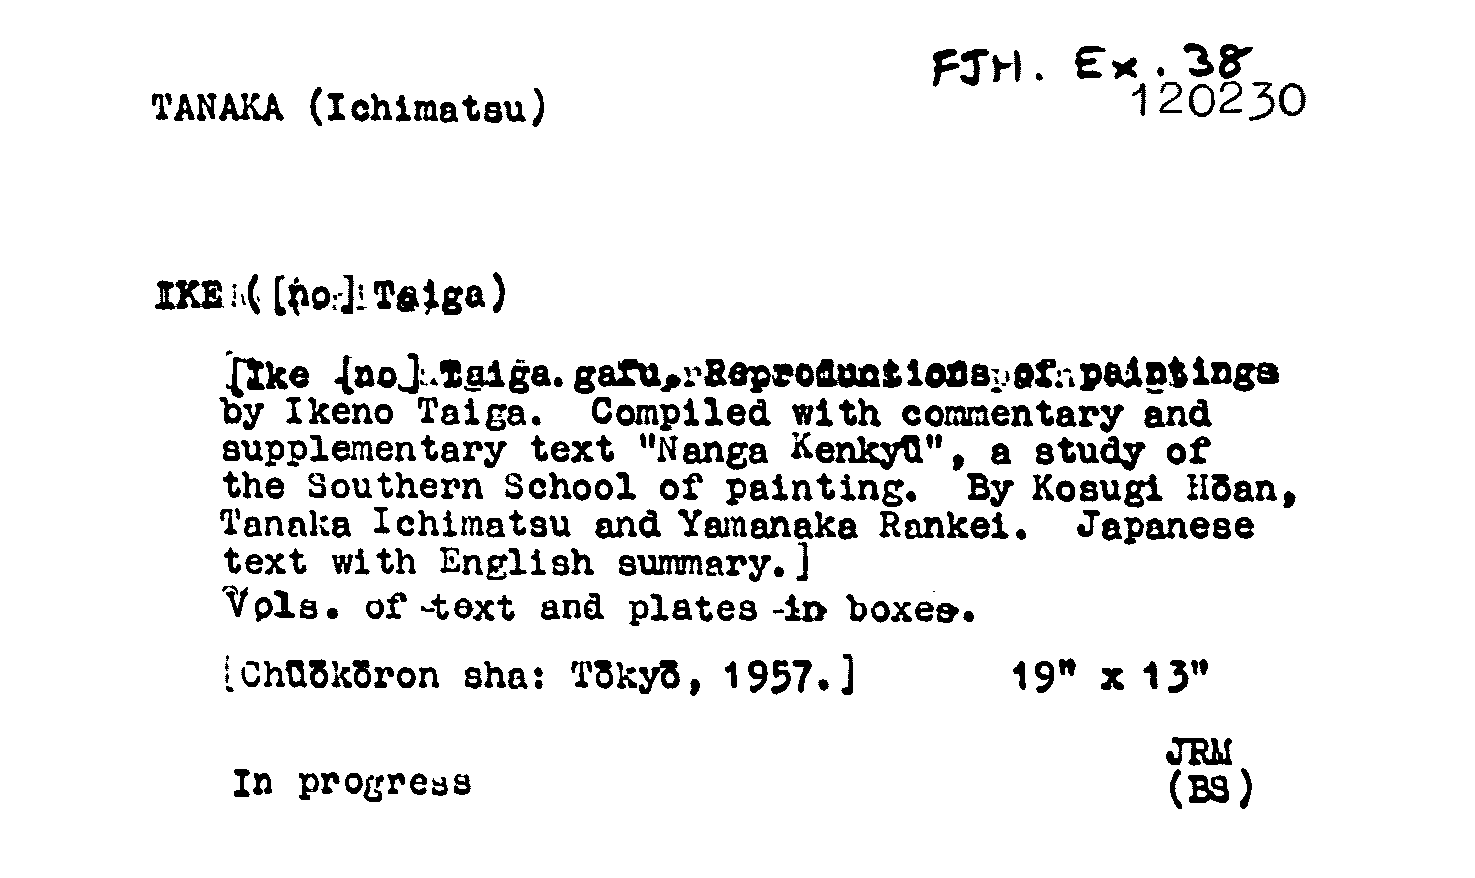 FJH. Ex. 38
120230
TANAKA (Ichimatsu)
IKE ([no] Taiga)
[Ike [no] Taiga gafu, Reproductions of paintings
by Ikeno Taiga. Compiled with commentary and
supplementary text "Nanga Kenkyū", a study of
the Southern School of painting. By Kosugi Hōan,
Tanaka Ichimatsu and Yamanaka Rankei. Japanese
text with English summary.]
Vols. of text and plates in boxes.
[Chūōkōron sha: Tōkyō, 1957.] 19" x 13"
In progress
JRM
(BS)